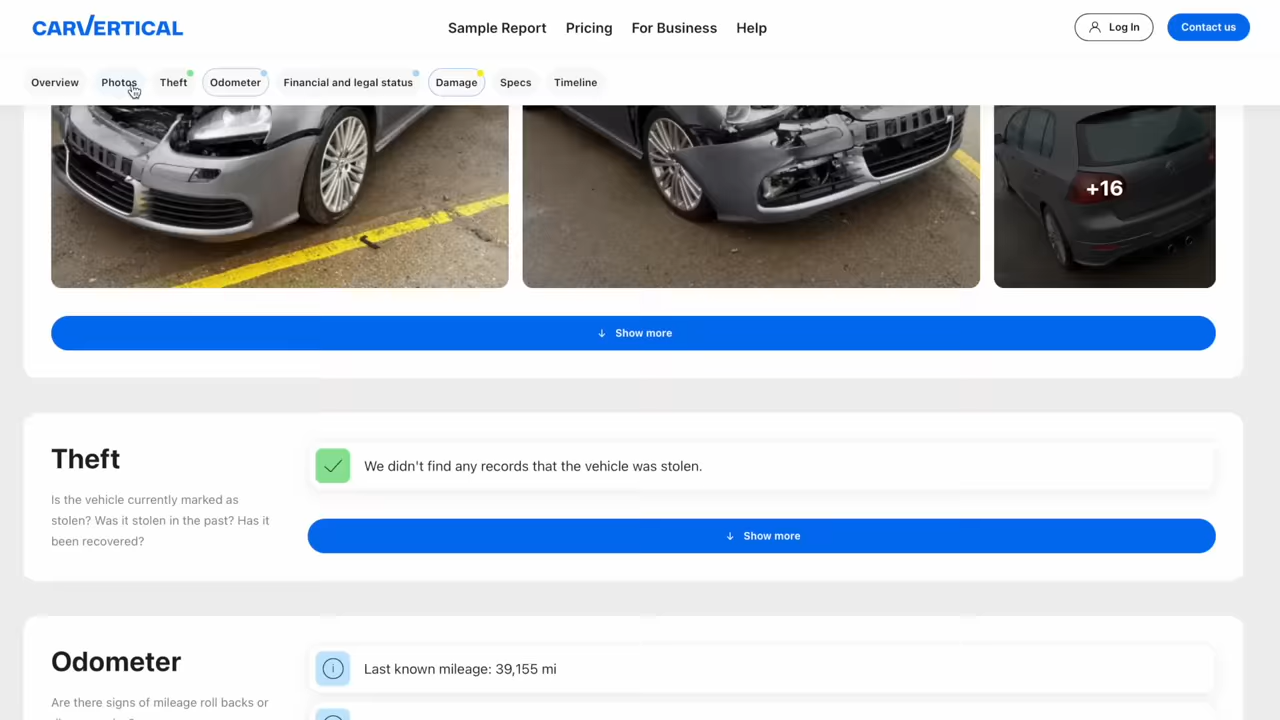 CARVERTICAL
Sample Report
Pricing
For Business
Help
Log In
Contact us
Overview
Photos
Theft
Odometer
Financial and legal status
Damage
Specs
Timeline
+16
Show more
Theft
We didn't find any records that the vehicle was stolen.
Is the vehicle currently marked as
stolen? Was it stolen in the past? Has it
been recovered?
Show more
Odometer
Last known mileage: 39,155 mi
Are there signs of mileage roll backs or